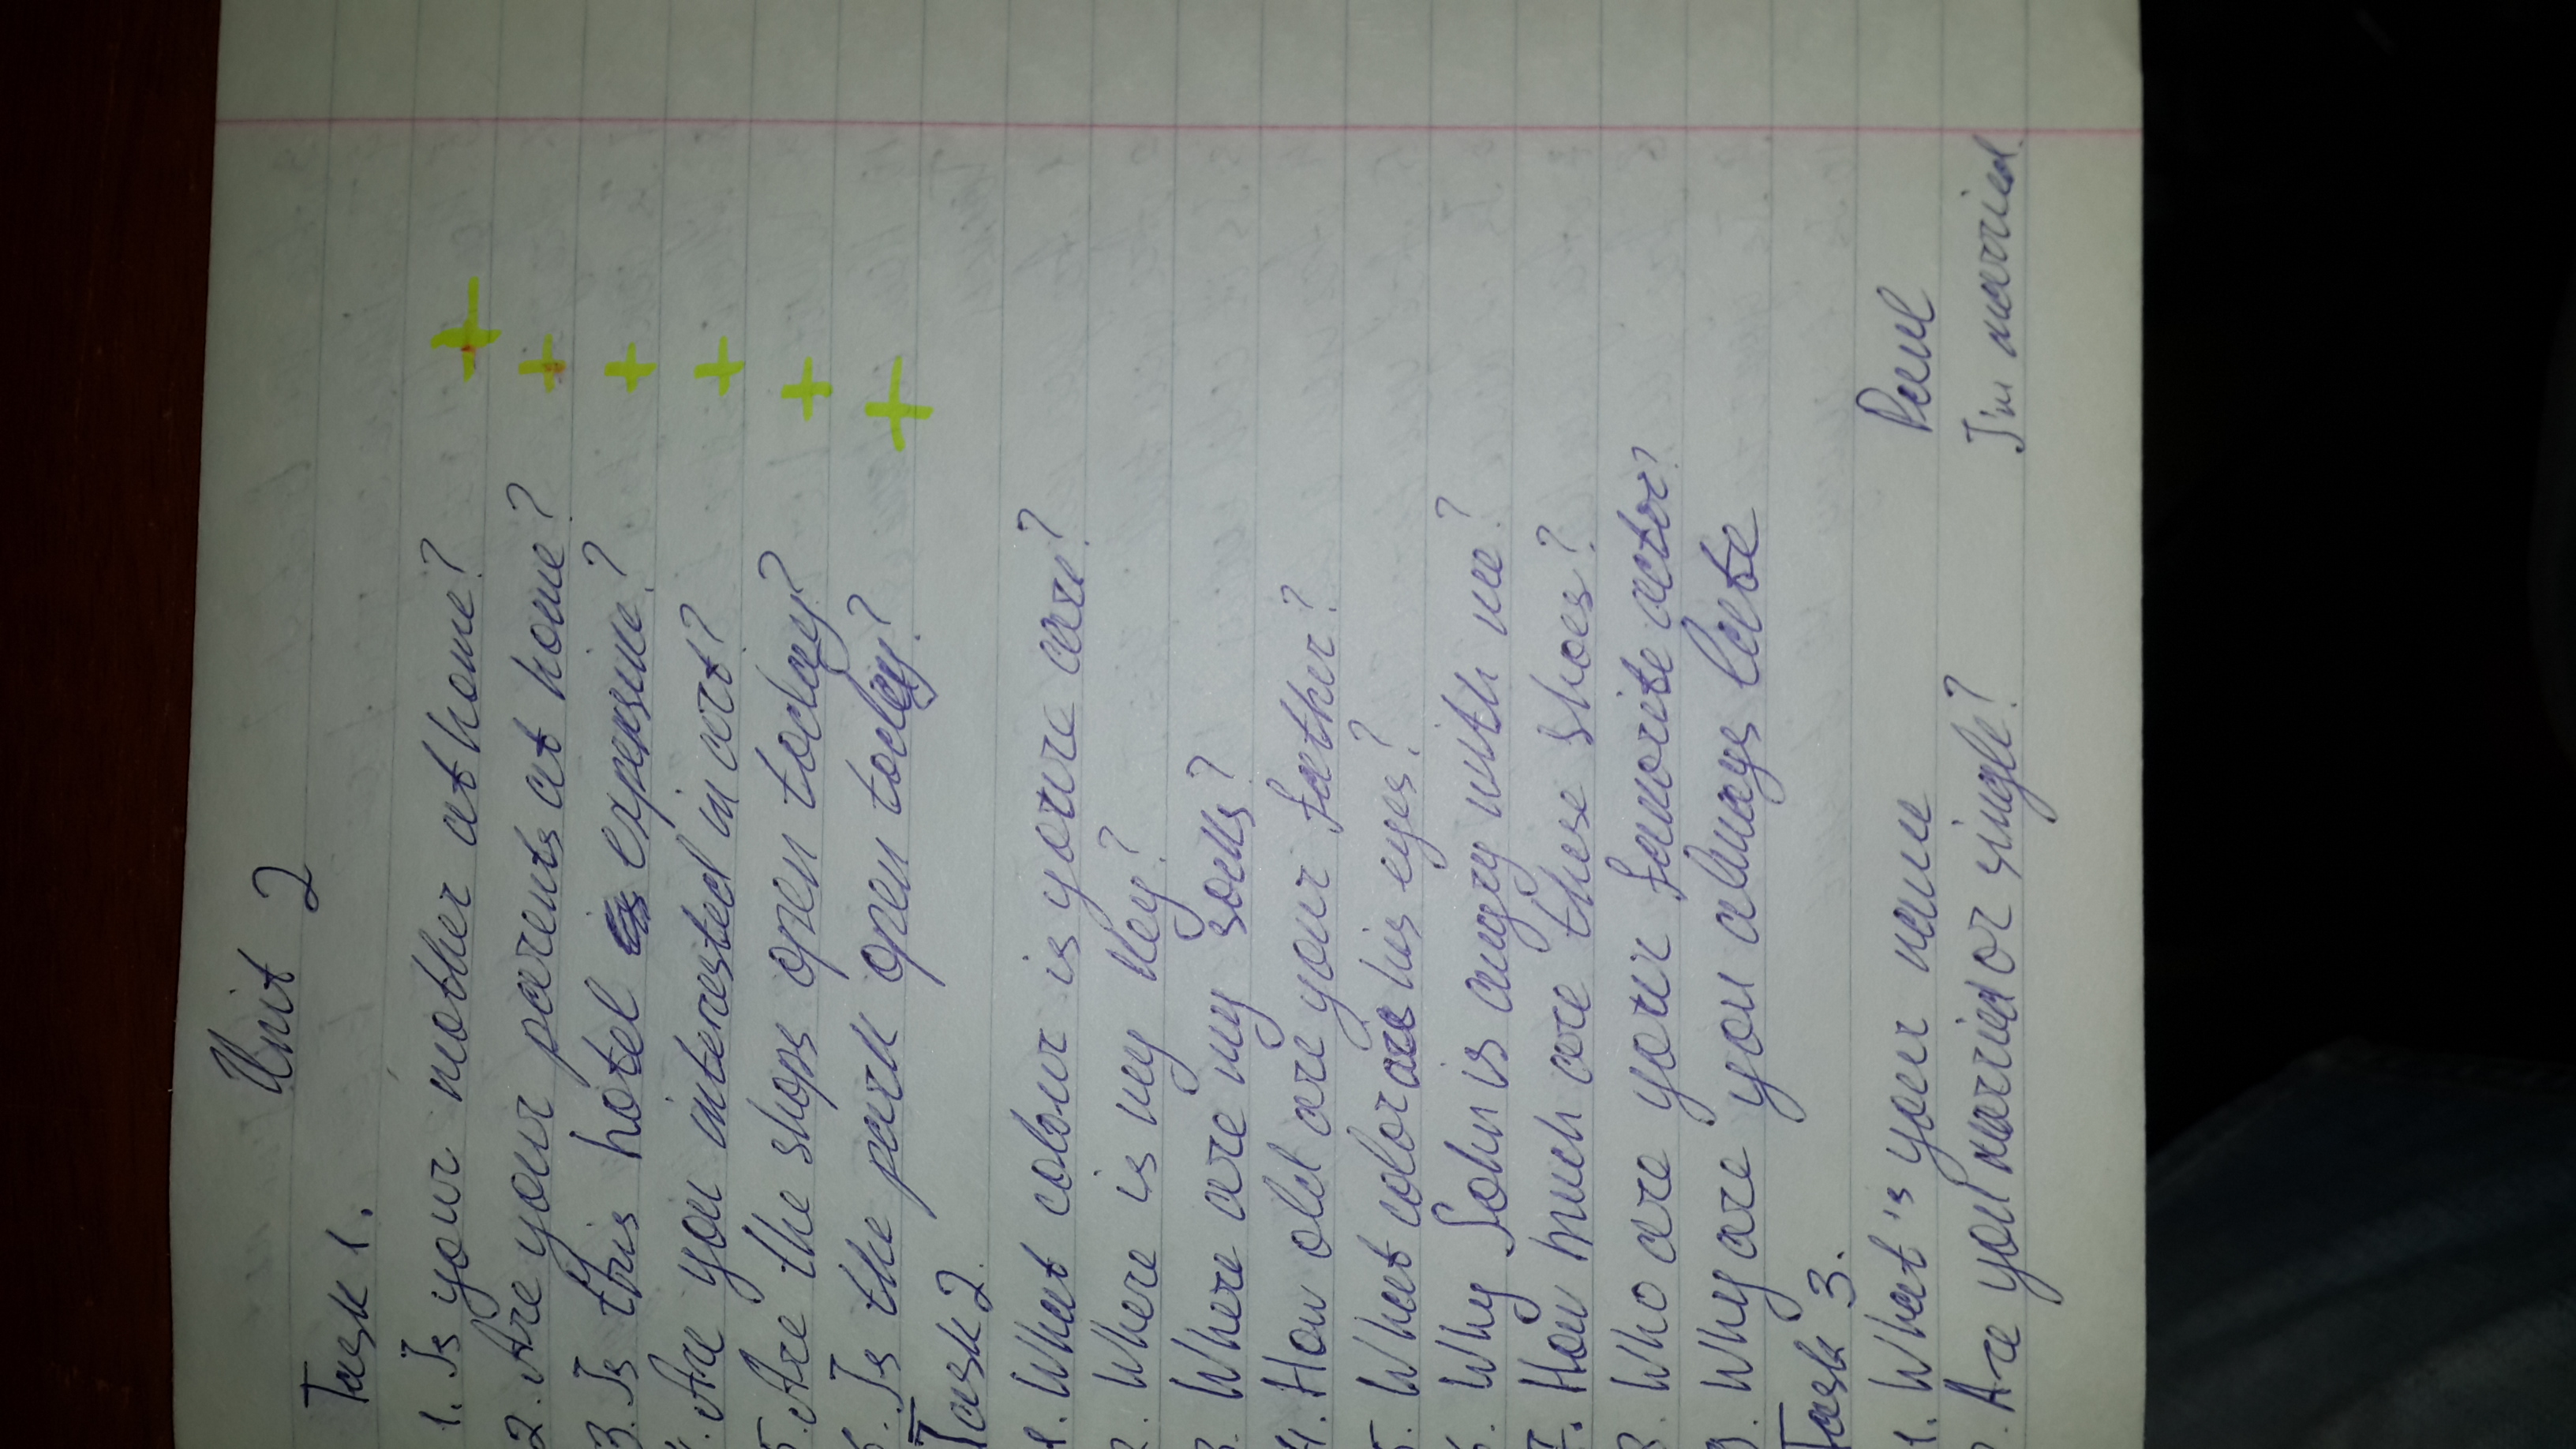 Unit 2
Task 1.
1. Is your mother at home? +
2. Are your parents at home? +
3. Is this hotel expensive? +
4. Are you interested in art? +
5. Are the shops open today? +
6. Is the park open today? +
Task 2.
1. What colour is youre care?
2. Where is my key?
3. Where are my socks?
4. How old are your father?
5. What color are his eyes?
6. Why John is angry with me?
7. How much are these shoes?
8. Who are your favorite actor?
9. Why are you always late
Task 3.
1. What's your name Paul
2. Are you married or single? I'm married.